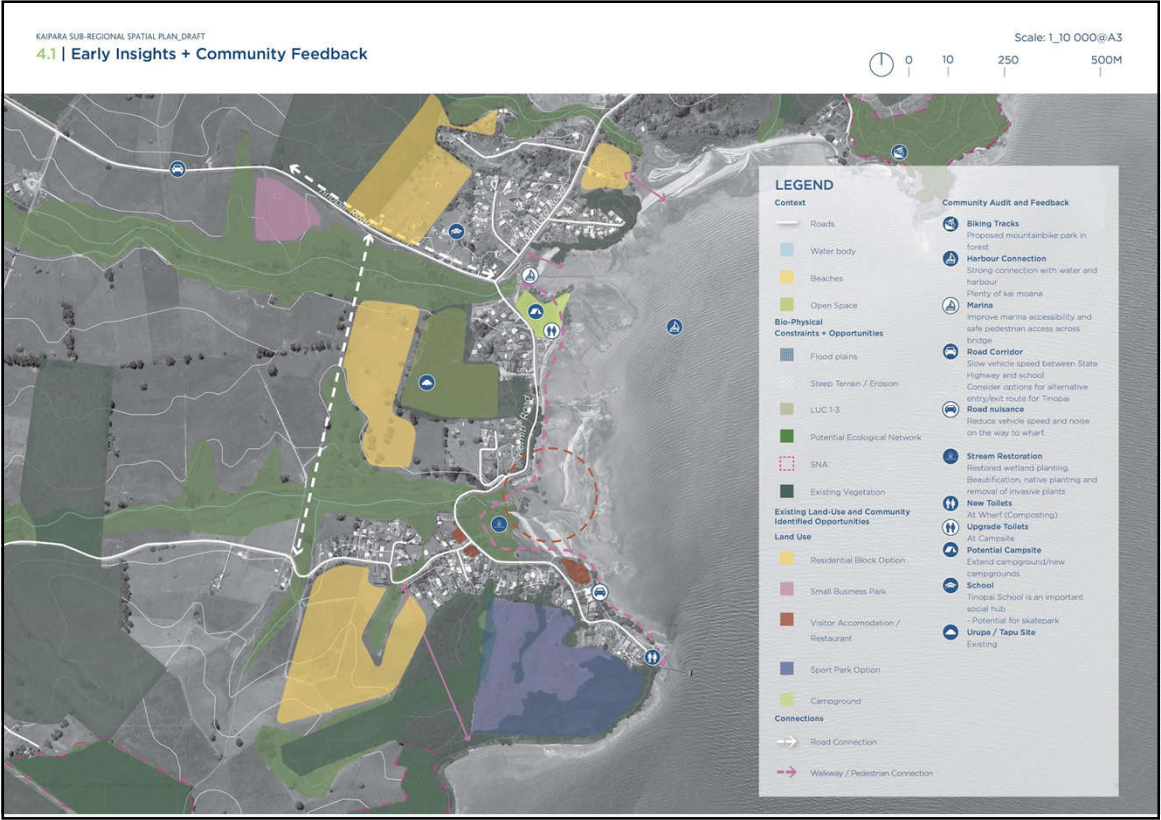 KAIPARA SUB-REGIONAL SPATIAL PLAN_DRAFT
4.1 | Early Insights + Community Feedback
Scale: 1_10 000@A3
0 10 250 500M
LEGEND
Context
Roads
Water body
Beaches
Open Space
Bio-Physical
Constraints + Opportunities
Flood plains
Steep Terrain / Erosion
LUC 1-3
Potential Ecological Network
SNA
Existing Vegetation
Existing Land-Use and Community
Identified Opportunities
Land Use
Residential Block Option
Small Business Park
Visitor Accomodation /
Restaurant
Sport Park Option
Campground
Connections
Road Connection
Walkway / Pedestrian Connection
Community Audit and Feedback
Biking Tracks
Proposed mountainbike park in
forest
Harbour Connection
Strong connection with water and
harbour
Plenty of kai moana
Marina
Improve marina accessibility and
safe pedestrian access across
bridge
Road Corridor
Slow vehicle speed between State
Highway and school
Consider options for alternative
entry/exit route for Tinopai
Road nuisance
Reduce vehicle speed and noise
on the way to wharf.
Stream Restoration
Restored wetland planting.
Beautification, native planting and
removal of invasive plants
New Toilets
At Wharf (Composting)
Upgrade Toilets
At Campsite
Potential Campsite
Extend campground/new
campgrounds
School
Tinopai School is an important
social hub
- Potential for skatepark
Urupa / Tapu Site
Existing
Road